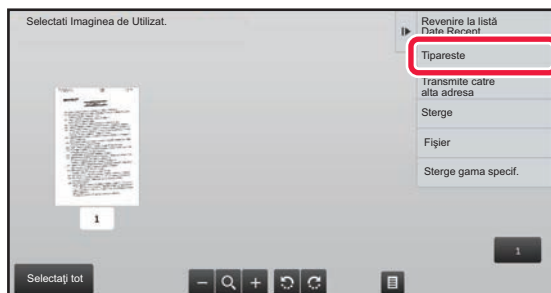 Selectati Imaginea de Utilizat.
Revenire la listă
Date Recept
Tipareste
Transmite catre
alta adresa
Sterge
Fişier
Sterge gama specif.
1
1
Selectaţi tot